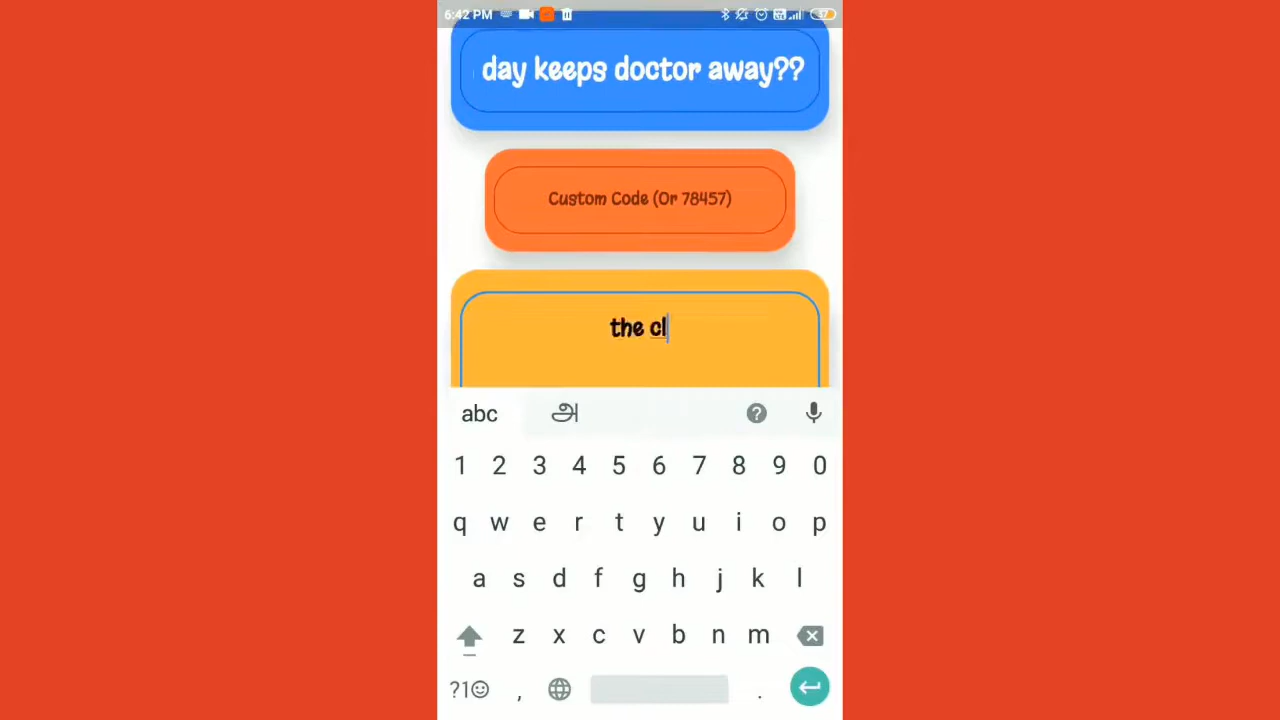 6:42 PM
57
day keeps doctor away??
Custom Code (Or 78457)
the cl
abc அ
1 2 3 4 5 6 7 8 9 0
q w e r t y u i o p
a s d f g h j k l
z x c v b n m
?1☺ , .